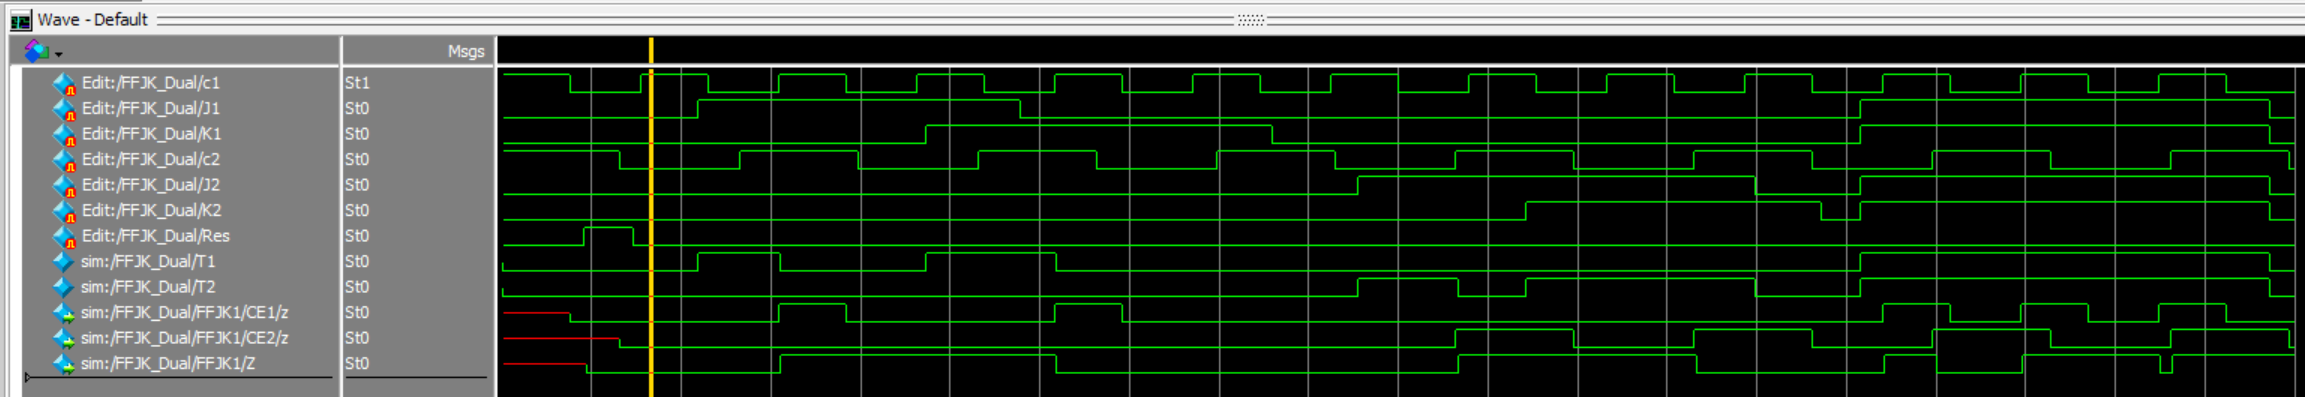 Wave - Default
Msgs
Edit:/FFJK_Dual/c1 St1
Edit:/FFJK_Dual/J1 St0
Edit:/FFJK_Dual/K1 St0
Edit:/FFJK_Dual/c2 St0
Edit:/FFJK_Dual/J2 St0
Edit:/FFJK_Dual/K2 St0
Edit:/FFJK_Dual/Res St0
sim:/FFJK_Dual/T1 St0
sim:/FFJK_Dual/T2 St0
sim:/FFJK_Dual/FFJK1/CE1/z St0
sim:/FFJK_Dual/FFJK1/CE2/z St0
sim:/FFJK_Dual/FFJK1/Z St0